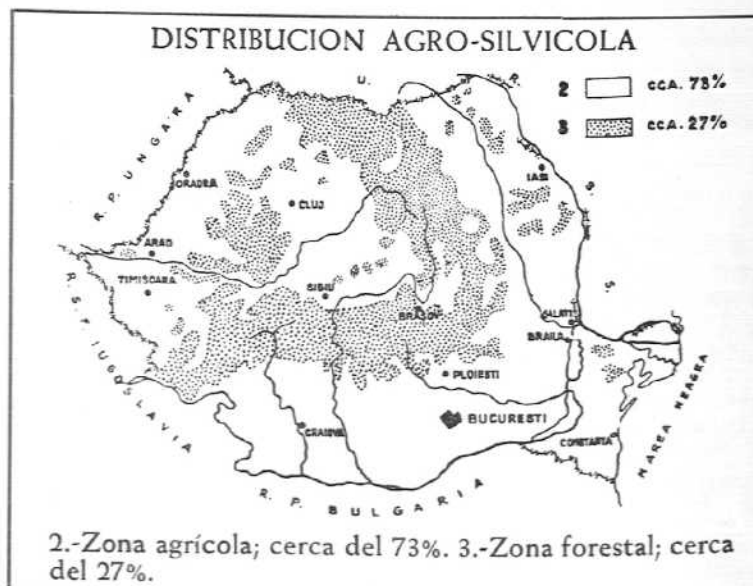 DISTRIBUCION AGRO-SILVICOLA
U. R. S. S.
2 CCA. 73%
3 CCA. 27%
R. P. UNGARA
ORADEA
CLUJ
IASI
ARAD
TIMISOARA
SIBIU
BRASOV
GALATI
BRAILA
R. S. F. IUGOSLAVIA
PLOIESTI
BUCURESTI
CRAIOVA
CONSTANTA
MAREA NEAGRA
R. P. BULGARIA
2.-Zona agrícola; cerca del 73%. 3.-Zona forestal; cerca
del 27%.